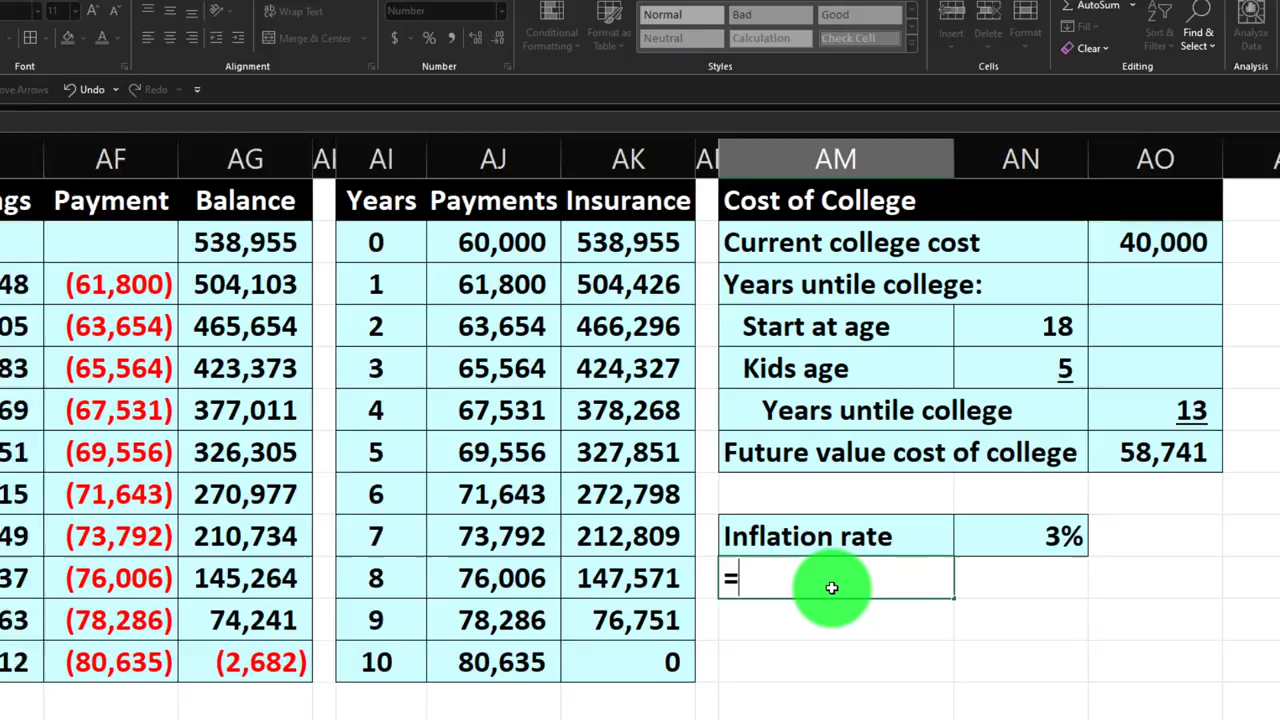 11 A A Wrap Text Number AutoSum
Normal Bad Good
Merge & Center $ % Conditional Formatting Format as Table Neutral Calculation Check Cell Insert Delete Format Fill Sort & Filter Find & Select Analyze Data
Clear
Font Alignment Number Styles Cells Editing Analysis
ove Arrows Undo Redo
AF AG AI AJ AK AM AN AO
gs Payment Balance Years Payments Insurance Cost of College
538,955 0 60,000 538,955 Current college cost 40,000
48 (61,800) 504,103 1 61,800 504,426 Years untile college:
05 (63,654) 465,654 2 63,654 466,296 Start at age 18
83 (65,564) 423,373 3 65,564 424,327 Kids age 5
69 (67,531) 377,011 4 67,531 378,268 Years untile college 13
51 (69,556) 326,305 5 69,556 327,851 Future value cost of college 58,741
15 (71,643) 270,977 6 71,643 272,798
49 (73,792) 210,734 7 73,792 212,809 Inflation rate 3%
37 (76,006) 145,264 8 76,006 147,571 =
63 (78,286) 74,241 9 78,286 76,751
12 (80,635) (2,682) 10 80,635 0